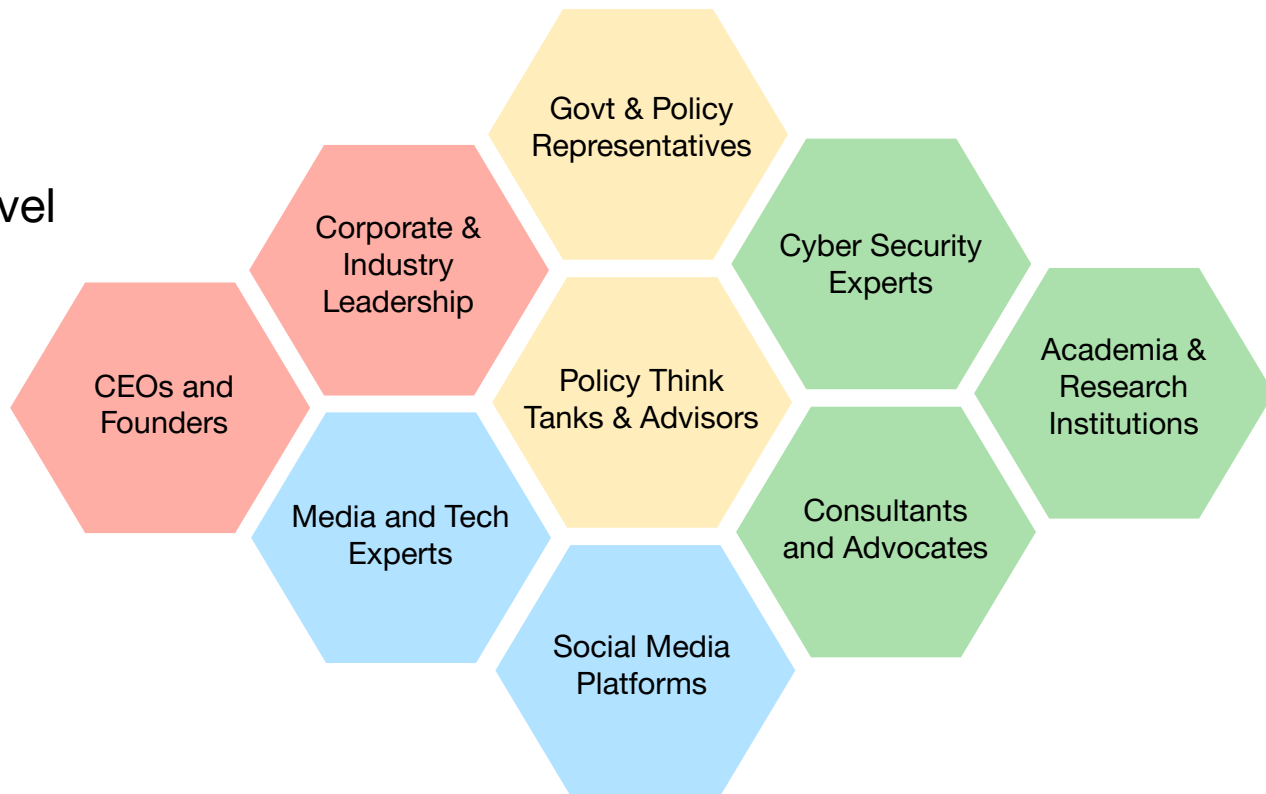 Govt & Policy
Representatives
vel
Corporate &
Industry
Leadership
Cyber Security
Experts
CEOs and
Founders
Policy Think
Tanks & Advisors
Academia &
Research
Institutions
Media and Tech
Experts
Consultants
and Advocates
Social Media
Platforms